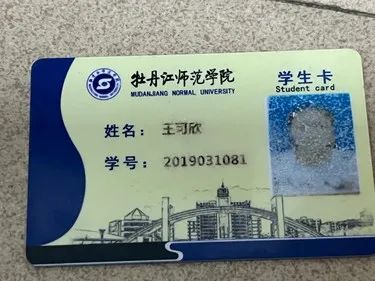 牡丹江师范学院
MUDANJIANG NORMAL UNIVERSITY
学生卡
Student card
姓名：王可欣
学号：2019031081